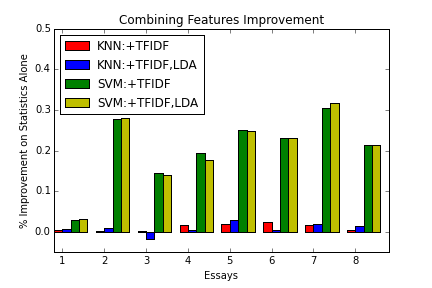 Combining Features Improvement
% Improvement on Statistics Alone
0.5
0.4
0.3
0.2
0.1
0.0
KNN:+TFIDF
KNN:+TFIDF,LDA
SVM:+TFIDF
SVM:+TFIDF,LDA
1 2 3 4 5 6 7 8
Essays